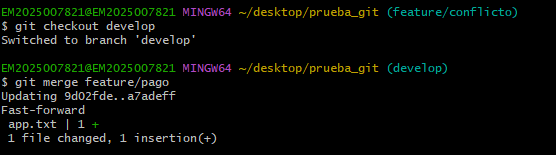 EM2025007821@EM2025007821 MINGW64 ~/desktop/prueba_git (feature/conflicto)
$ git checkout develop
Switched to branch 'develop'
EM2025007821@EM2025007821 MINGW64 ~/desktop/prueba_git (develop)
$ git merge feature/pago
Updating 9d02fde..a7adeff
Fast-forward
 app.txt | 1 +
 1 file changed, 1 insertion(+)